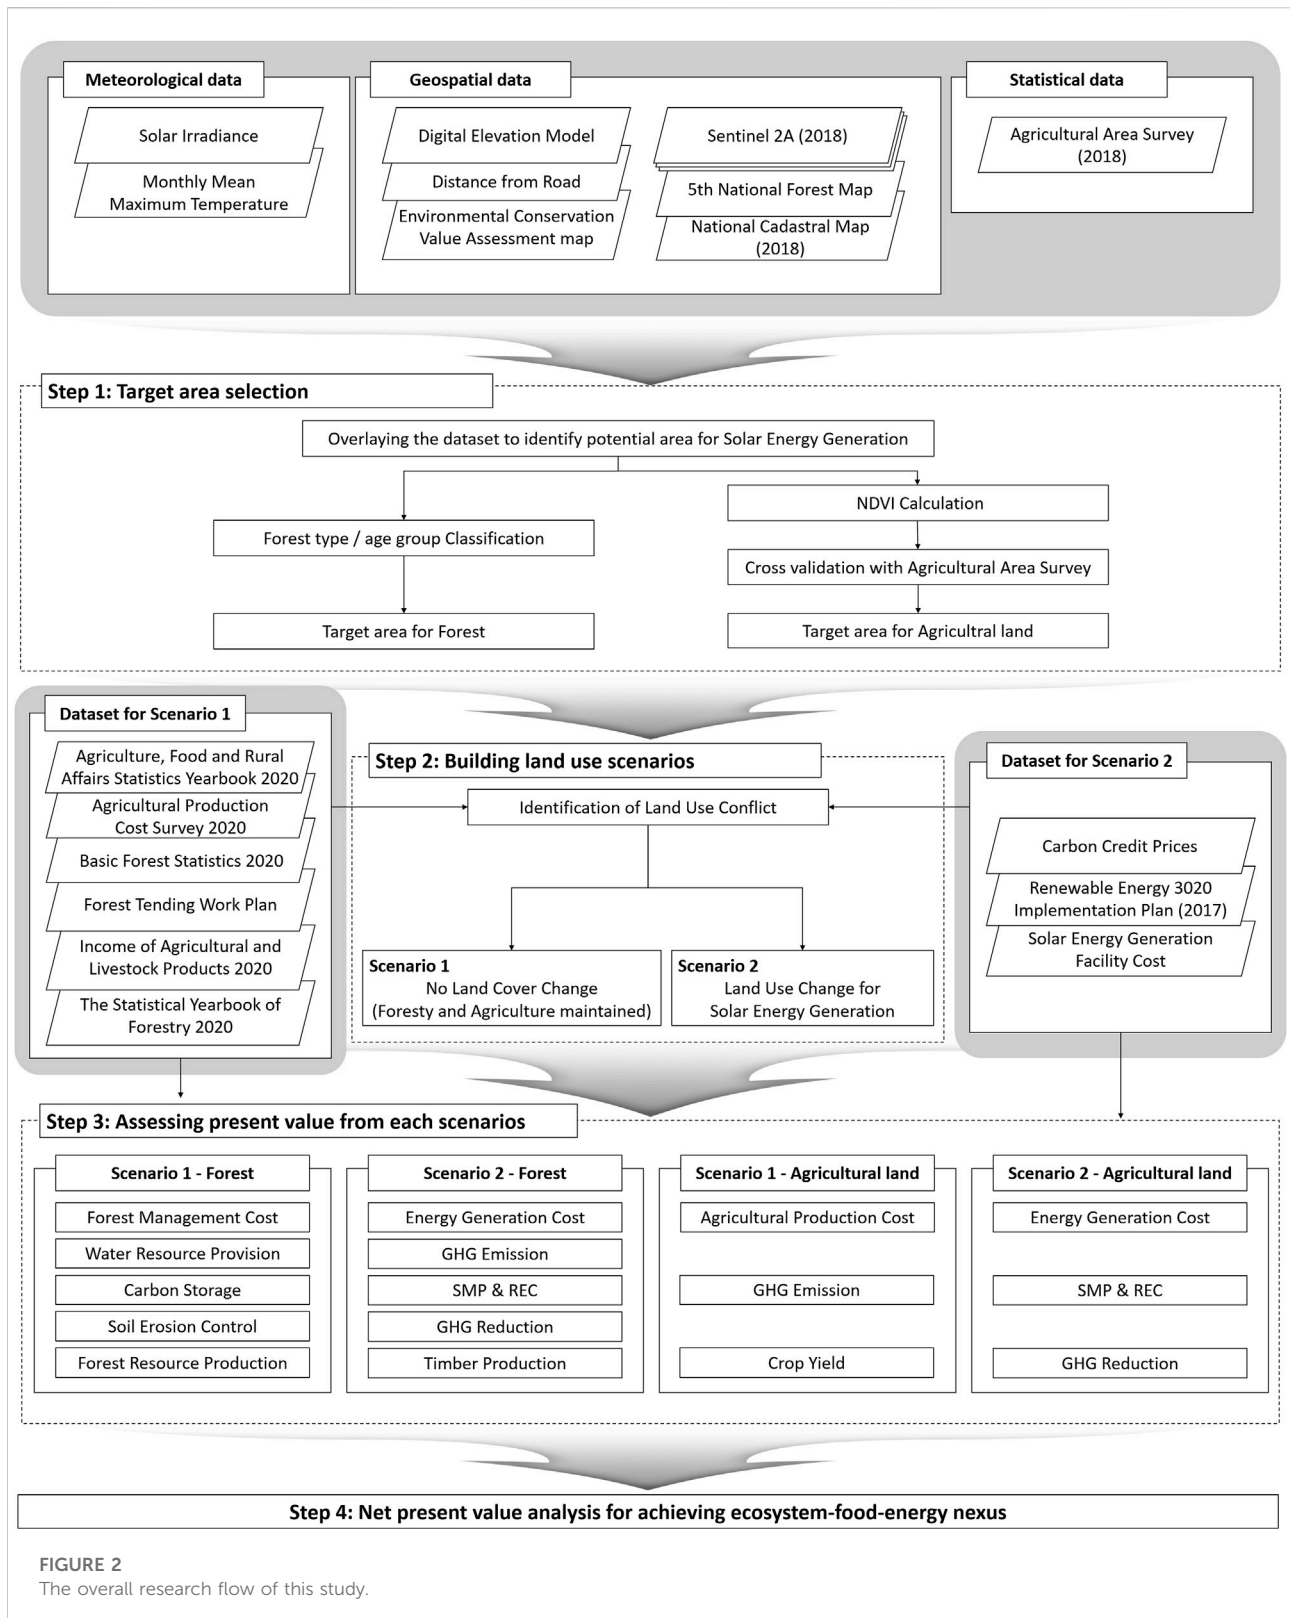 Meteorological data
Solar Irradiance
Monthly Mean
Maximum Temperature
Geospatial data
Digital Elevation Model
Distance from Road
Environmental Conservation
Value Assessment map
Sentinel 2A (2018)
5th National Forest Map
National Cadastral Map
(2018)
Statistical data
Agricultural Area Survey
(2018)
Step 1: Target area selection
Overlaying the dataset to identify potential area for Solar Energy Generation
Forest type / age group Classification
Target area for Forest
NDVI Calculation
Cross validation with Agricultural Area Survey
Target area for Agricultral land
Dataset for Scenario 1
Agriculture, Food and Rural
Affairs Statistics Yearbook 2020
Agricultural Production
Cost Survey 2020
Basic Forest Statistics 2020
Forest Tending Work Plan
Income of Agricultural and
Livestock Products 2020
The Statistical Yearbook of
Forestry 2020
Step 2: Building land use scenarios
Identification of Land Use Conflict
Scenario 1
No Land Cover Change
(Foresty and Agriculture maintained)
Scenario 2
Land Use Change for
Solar Energy Generation
Dataset for Scenario 2
Carbon Credit Prices
Renewable Energy 3020
Implementation Plan (2017)
Solar Energy Generation
Facility Cost
Step 3: Assessing present value from each scenarios
Scenario 1 - Forest
Forest Management Cost
Water Resource Provision
Carbon Storage
Soil Erosion Control
Forest Resource Production
Scenario 2 - Forest
Energy Generation Cost
GHG Emission
SMP & REC
GHG Reduction
Timber Production
Scenario 1 - Agricultural land
Agricultural Production Cost
GHG Emission
Crop Yield
Scenario 2 - Agricultural land
Energy Generation Cost
SMP & REC
GHG Reduction
Step 4: Net present value analysis for achieving ecosystem-food-energy nexus
FIGURE 2
The overall research flow of this study.